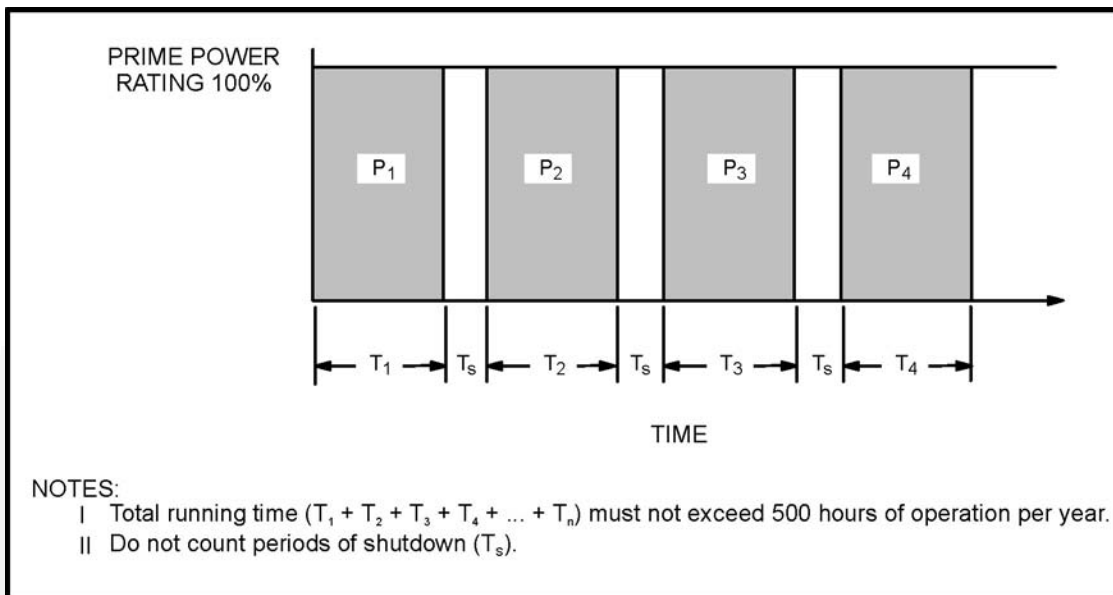 PRIME POWER
RATING 100%
P₁ P₂ P₃ P₄
T₁ Tₛ T₂ Tₛ T₃ Tₛ T₄
TIME
NOTES:
I Total running time (T₁ + T₂ + T₃ + T₄ + ... + Tₙ) must not exceed 500 hours of operation per year.
II Do not count periods of shutdown (Tₛ).